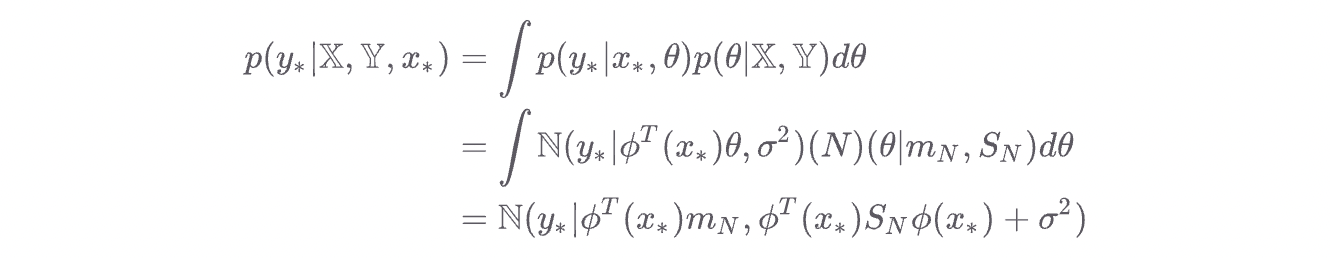 p(y_*|𝕏, 𝕐, x_*) = ∫ p(y_*|x_*, θ)p(θ|𝕏, 𝕐)dθ
= ∫ ℕ(y_*|ϕ^T(x_*)θ, σ^2)(N)(θ|m_N, S_N)dθ
= ℕ(y_*|ϕ^T(x_*)m_N, ϕ^T(x_*)S_Nϕ(x_*) + σ^2)